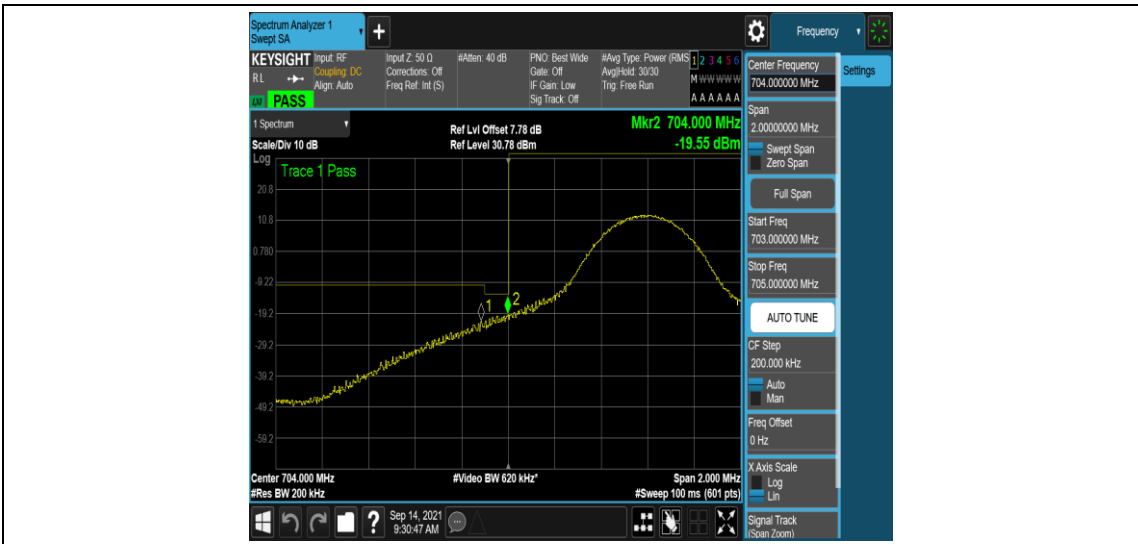 Spectrum Analyzer 1
Swept SA
+
Frequency
KEYSIGHT
RL
PASS
Input: RF
Coupling: DC
Align: Auto
Input Z: 50 Ω
Corrections: Off
Freq Ref: Int (S)
#Atten: 40 dB
PNO: Best Wide
Gate: Off
IF Gain: Low
Sig Track: Off
#Avg Type: Power (RMS
Avg|Hold: 30/30
Trig: Free Run
1 2 3 4 5 6
M W W W W W
A A A A A A
Center Frequency
704.000000 MHz
Settings
Span
2.00000000 MHz
Swept Span
Zero Span
Full Span
Start Freq
703.000000 MHz
Stop Freq
705.000000 MHz
AUTO TUNE
CF Step
200.000 kHz
Auto
Man
Freq Offset
0 Hz
X Axis Scale
Log
Lin
Signal Track
(Span Zoom)
1 Spectrum
Scale/Div 10 dB
Ref Lvl Offset 7.78 dB
Ref Level 30.78 dBm
Mkr2 704.000 MHz
-19.55 dBm
Log
Trace 1 Pass
20.8
10.8
0.780
-9.22
-19.2
-29.2
-39.2
-49.2
-59.2
1
2
Center 704.000 MHz
#Video BW 620 kHz*
Span 2.000 MHz
#Res BW 200 kHz
#Sweep 100 ms (601 pts)
?
Sep 14, 2021
9:30:47 AM